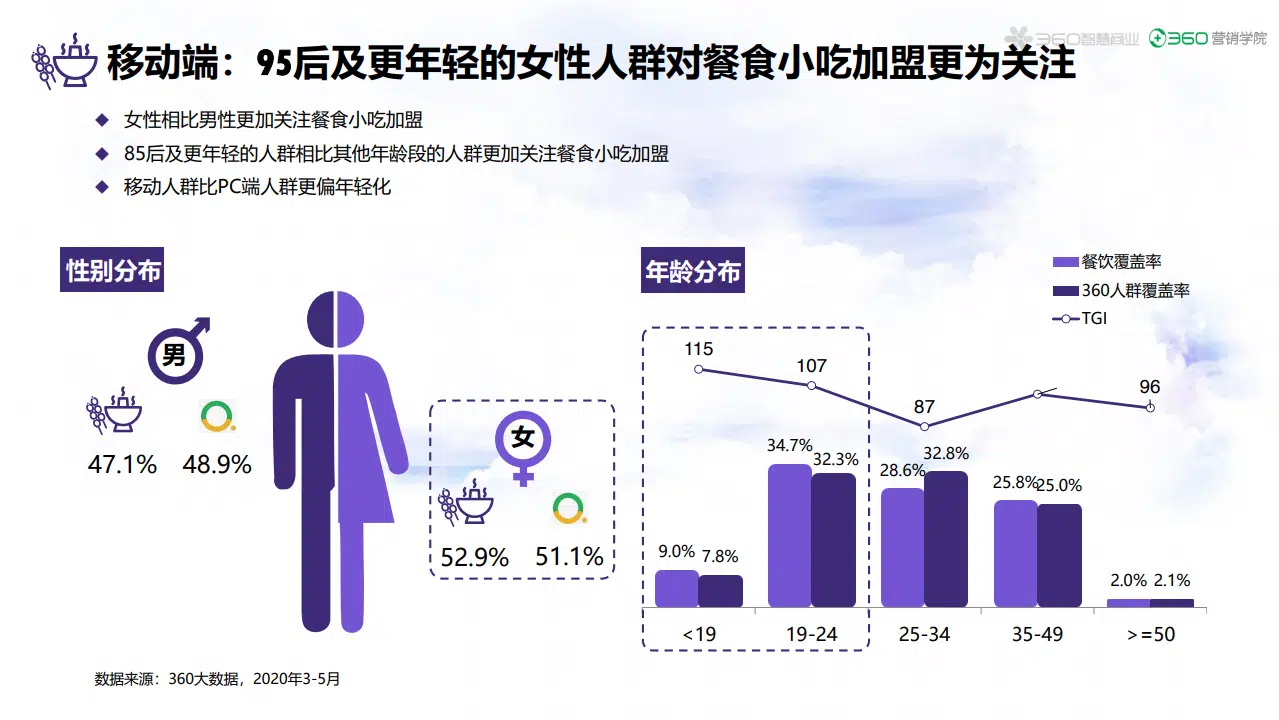 360智慧商业
360营销学院
移动端：95后及更年轻的女性人群对餐食小吃加盟更为关注
女性相比男性更加关注餐食小吃加盟
85后及更年轻的人群相比其他年龄段的人群更加关注餐食小吃加盟
移动人群比PC端人群更偏年轻化
性别分布
男
47.1% 48.9%
女
52.9% 51.1%
年龄分布
餐饮覆盖率
360人群覆盖率
TGI
115
107
87
96
9.0% 7.8%
34.7% 32.3%
28.6% 32.8%
25.8% 25.0%
2.0% 2.1%
<19 19-24 25-34 35-49 >=50
数据来源：360大数据，2020年3-5月